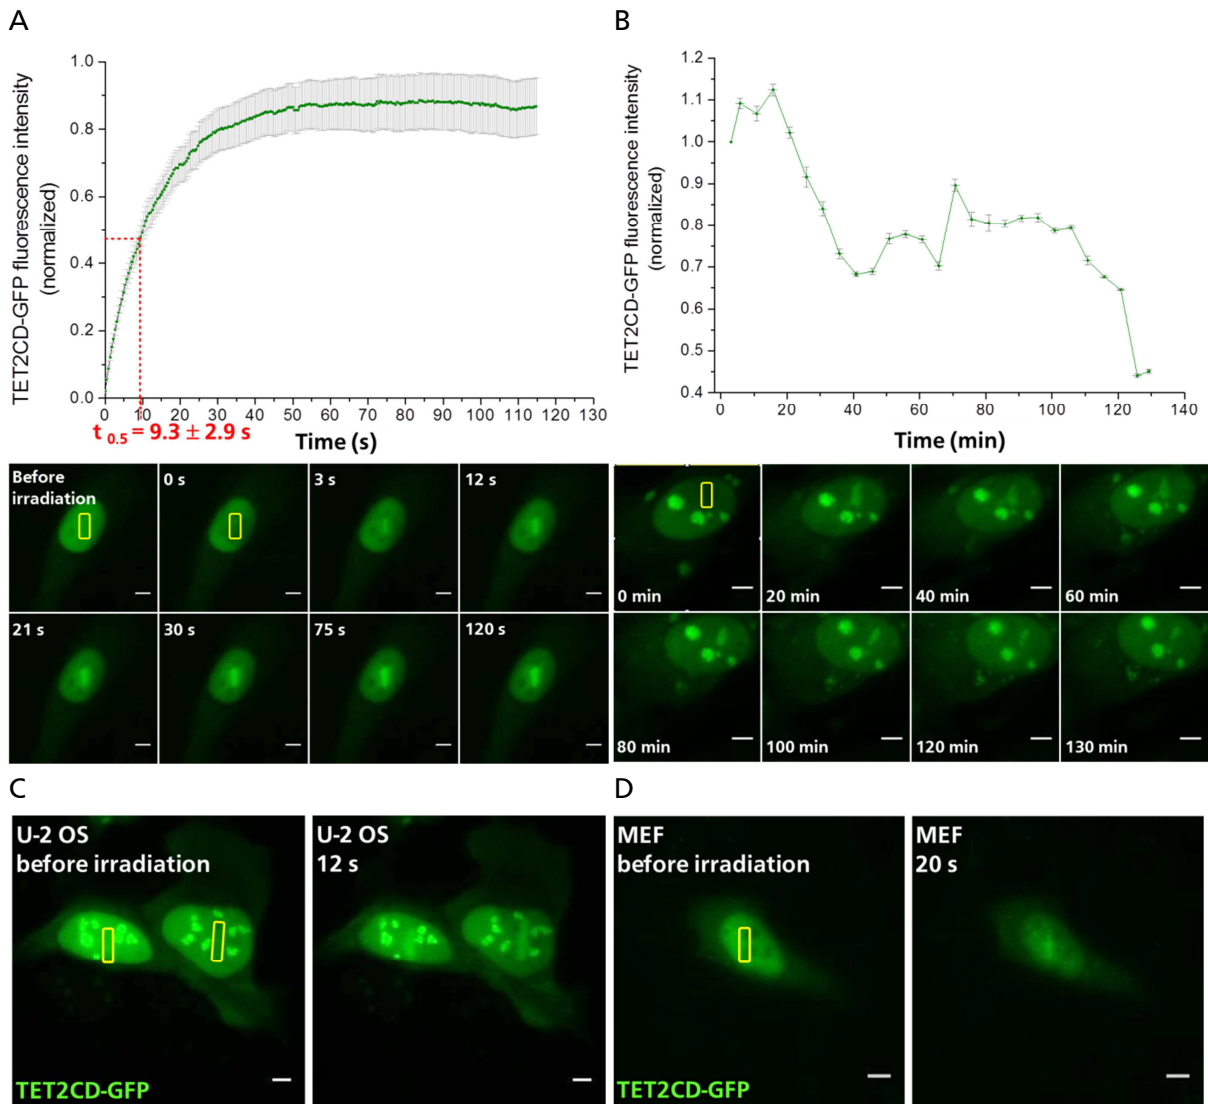 A
TET2CD-GFP fluorescence intensity
(normalized)
1.0
0.8
0.6
0.4
0.2
0.0
0 10 20 30 40 50 60 70 80 90 100 110 120 130
t 0.5 = 9.3 ± 2.9 s
Time (s)
Before
irradiation
0 s
3 s
12 s
21 s
30 s
75 s
120 s
B
TET2CD-GFP fluorescence intensity
(normalized)
1.2
1.1
1.0
0.9
0.8
0.7
0.6
0.5
0.4
0 20 40 60 80 100 120 140
Time (min)
0 min
20 min
40 min
60 min
80 min
100 min
120 min
130 min
C
U-2 OS
before irradiation
TET2CD-GFP
U-2 OS
12 s
D
MEF
before irradiation
TET2CD-GFP
MEF
20 s